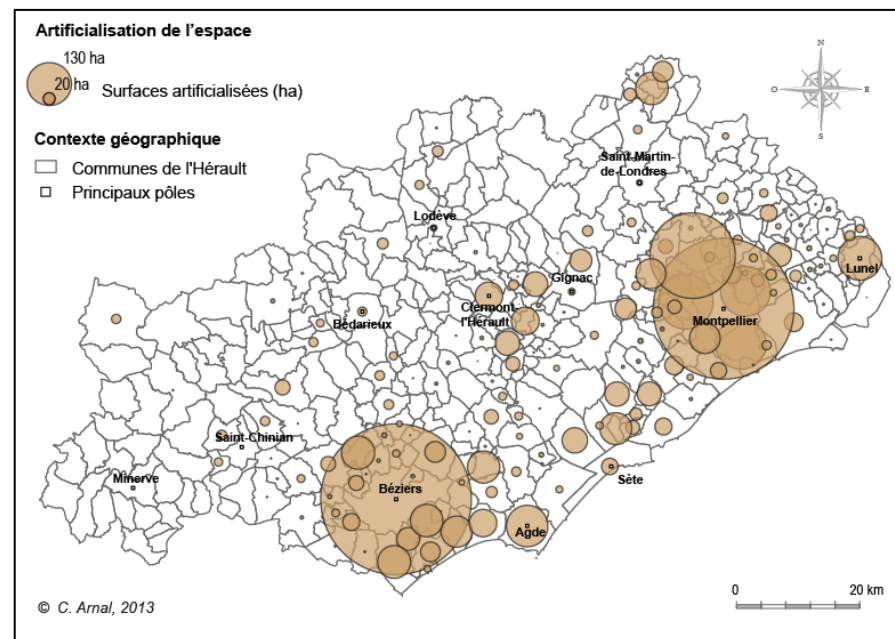 Artificialisation de l'espace
130 ha
20 ha
Surfaces artificialisées (ha)
Contexte géographique
Communes de l'Hérault
Principaux pôles
N
O
E
S
Saint-Martin-
de-Londres
Lodève
Gignac
Lunel
Clermont-
l'Hérault
Bédarieux
Montpellier
Saint-Chinian
Minerve
Béziers
Sète
Agde
© C. Arnal, 2013
0
20 km